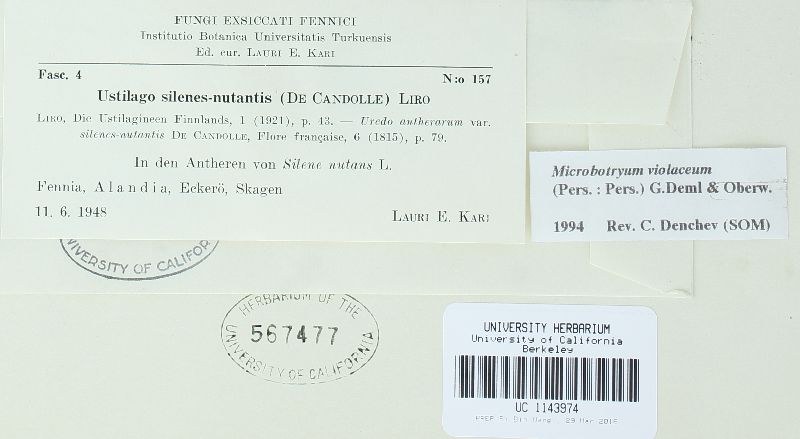 FUNGI EXSICCATI FENNICI
Institutio Botanica Universitatis Turkuensis
Ed. cur. LAURI E. KARI
Fasc. 4 N:o 157
Ustilago silenes-nutantis (DE CANDOLLE) LIRO
LIRO, Die Ustilagineen Finnlands, 1 (1921), p. 43. — Uredo antherarum var.
silenes-nutantis DE CANDOLLE, Flore française, 6 (1815), p. 79.
In den Antheren von Silene nutans L.
Fennia, Alandia, Eckerö, Skagen
11. 6. 1948 LAURI E. KARI
Microbotryum violaceum
(Pers. : Pers.) G.Deml & Oberw.
1994 Rev. C. Denchev (SOM)
UNIVERSITY OF CALIFOR
HERBARIUM OF THE
567477
UNIVERSITY OF CALIFORNIA
UNIVERSITY HERBARIUM
University of California
Berkeley
UC 1143974
29 Mar 2016